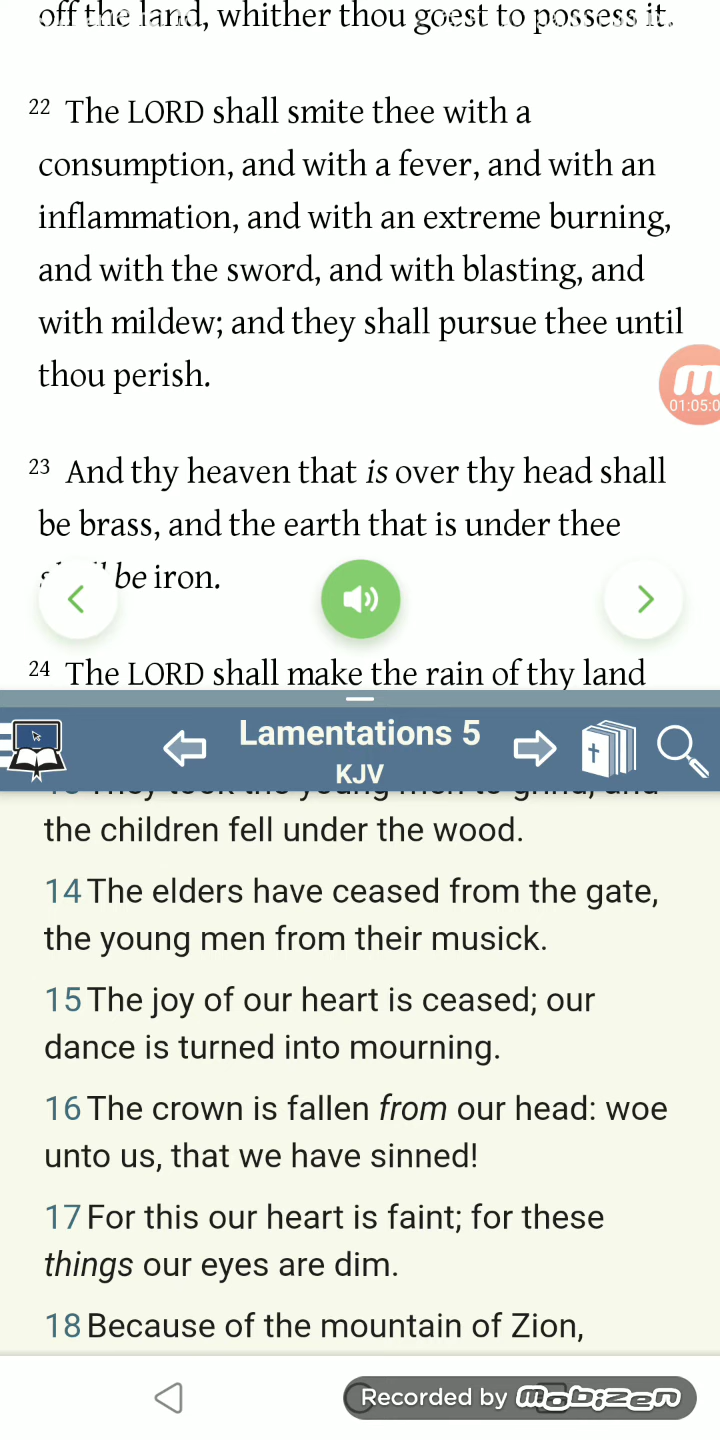 off the land, whither thou goest to possess it.
22 The LORD shall smite thee with a
consumption, and with a fever, and with an
inflammation, and with an extreme burning,
and with the sword, and with blasting, and
with mildew; and they shall pursue thee until
thou perish.
01:05:0
23 And thy heaven that is over thy head shall
be brass, and the earth that is under thee
be iron.
24 The LORD shall make the rain of thy land
Lamentations 5
KJV
the children fell under the wood.
14 The elders have ceased from the gate,
the young men from their musick.
15 The joy of our heart is ceased; our
dance is turned into mourning.
16 The crown is fallen from our head: woe
unto us, that we have sinned!
17 For this our heart is faint; for these
things our eyes are dim.
18 Because of the mountain of Zion,
Recorded by mobizen